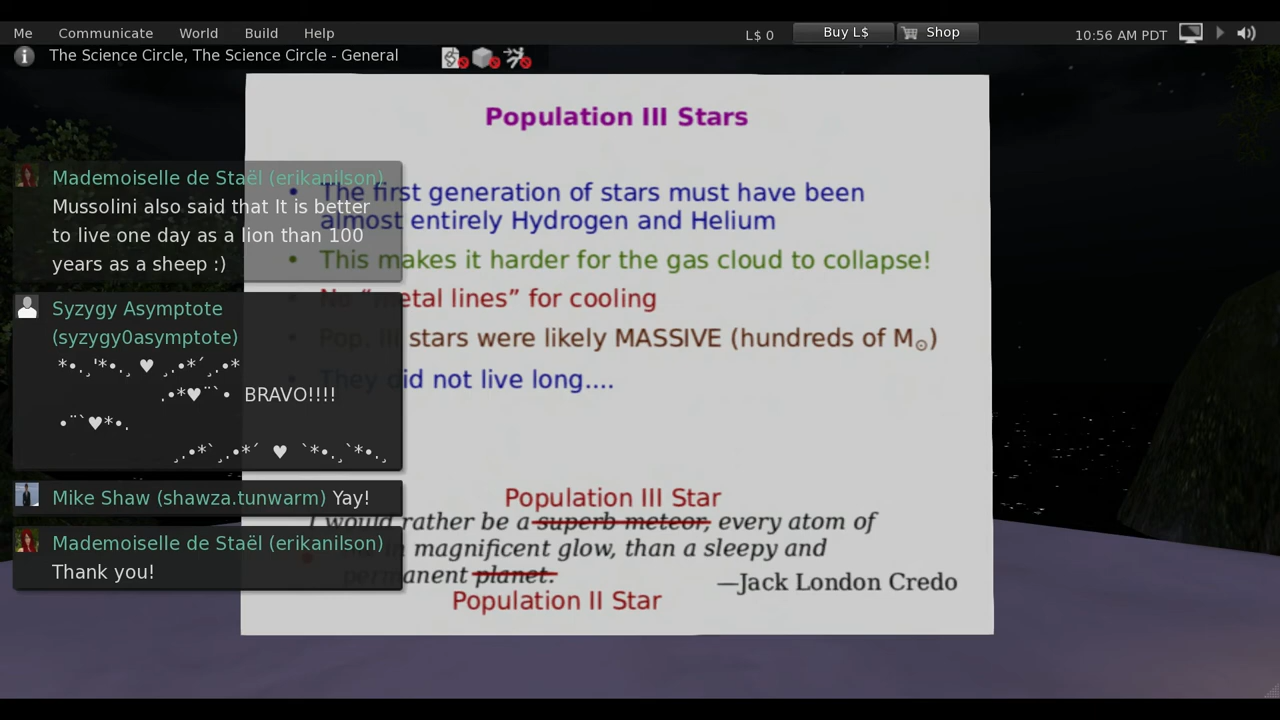 Me Communicate World Build Help L$ 0 Buy L$ Shop 10:56 AM PDT
The Science Circle, The Science Circle - General
Population III Stars
• The first generation of stars must have been
almost entirely Hydrogen and Helium
• This makes it harder for the gas cloud to collapse!
• No “metal lines” for cooling
• Pop. III stars were likely MASSIVE (hundreds of M☉)
• They did not live long....
Population III Star
I would rather be a superb meteor, every atom of
in magnificent glow, than a sleepy and
permanent planet.
—Jack London Credo
Population II Star
Mademoiselle de Staël (erikanilson)
Mussolini also said that It is better
to live one day as a lion than 100
years as a sheep :)
Syzygy Asymptote
(syzygy0asymptote)
*•.¸'*•.¸ ♥ ¸.•*´¸.•*
.•*♥¨`• BRAVO!!!!
•¨`♥*•.
¸.•*`¸.•*´ ♥ `*•.¸`*•.¸
Mike Shaw (shawza.tunwarm) Yay!
Mademoiselle de Staël (erikanilson)
Thank you!